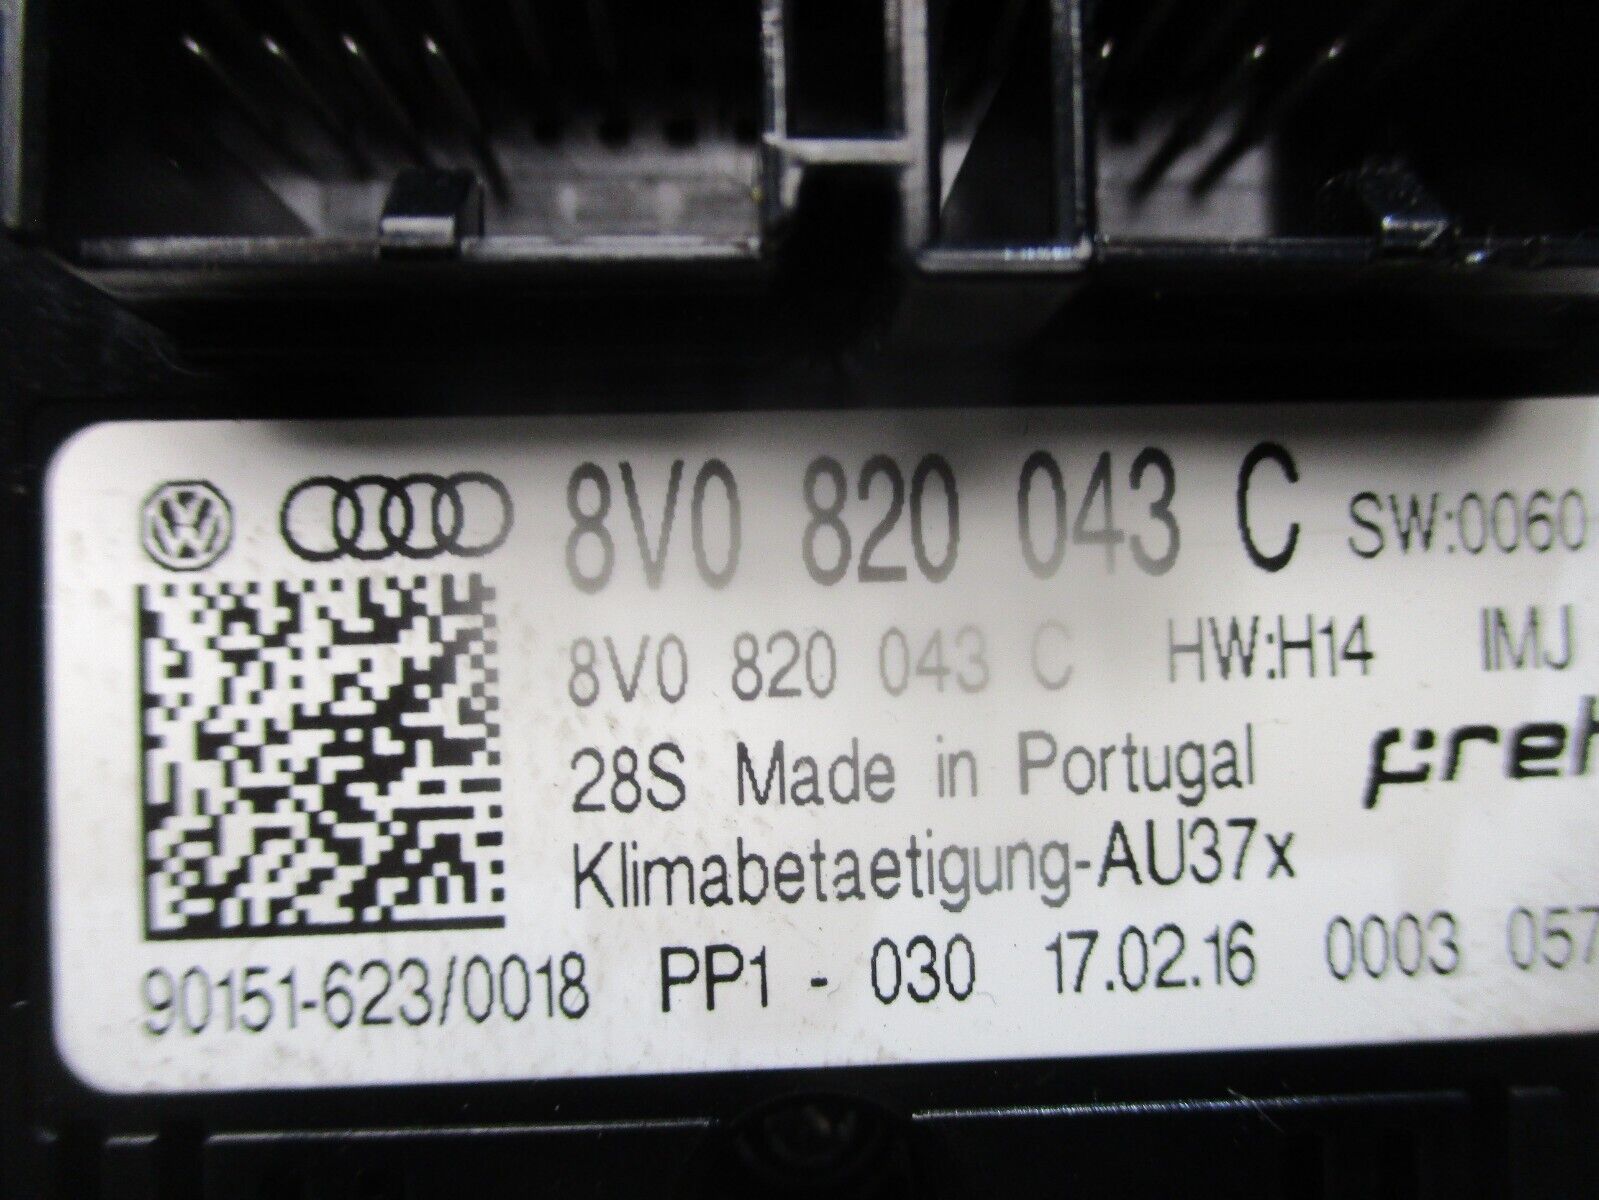 8V0 820 043 C SW:0060
8V0 820 043 C HW:H14 IMJ
28S Made in Portugal preh
Klimabetaetigung-AU37x
90151-623/0018 PP1 - 030 17.02.16 0003 057